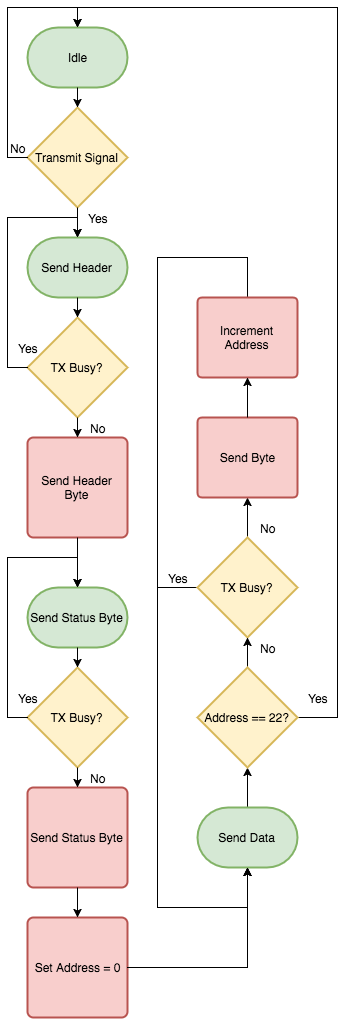 Idle
No
Transmit Signal
Yes
Send Header
Yes
TX Busy?
No
Send Header
Byte
Send Status Byte
Yes
TX Busy?
No
Send Status Byte
Set Address = 0
Increment
Address
Send Byte
No
Yes
TX Busy?
No
Yes
Address == 22?
Send Data